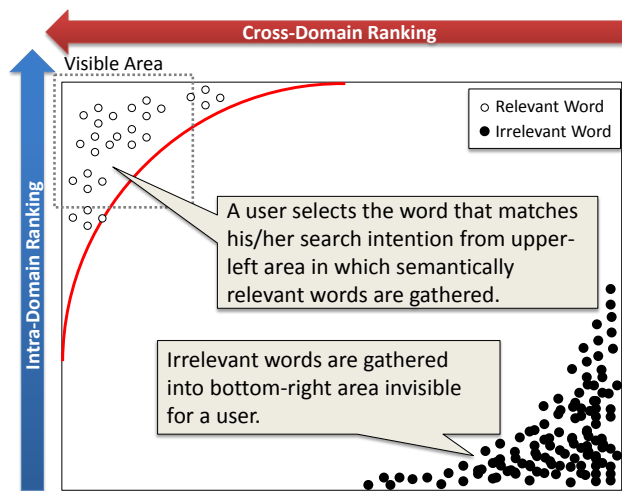 Cross-Domain Ranking
Visible Area
Intra-Domain Ranking
Relevant Word
Irrelevant Word
A user selects the word that matches
his/her search intention from upper-
left area in which semantically
relevant words are gathered.
Irrelevant words are gathered
into bottom-right area invisible
for a user.